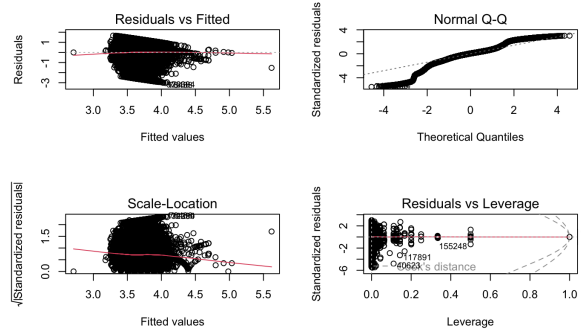 Residuals vs Fitted
Residuals
1
-1
-3
3.0 3.5 4.0 4.5 5.0 5.5
Fitted values
Normal Q-Q
Standardized residuals
4
0
-4
-4 -2 0 2 4
Theoretical Quantiles
Scale-Location
√|Standardized residuals|
1.5
0.0
3.0 3.5 4.0 4.5 5.0 5.5
Fitted values
Residuals vs Leverage
Standardized residuals
2
-2
-6
155248
117891
40623
Cook's distance
0.0 0.2 0.4 0.6 0.8 1.0
Leverage